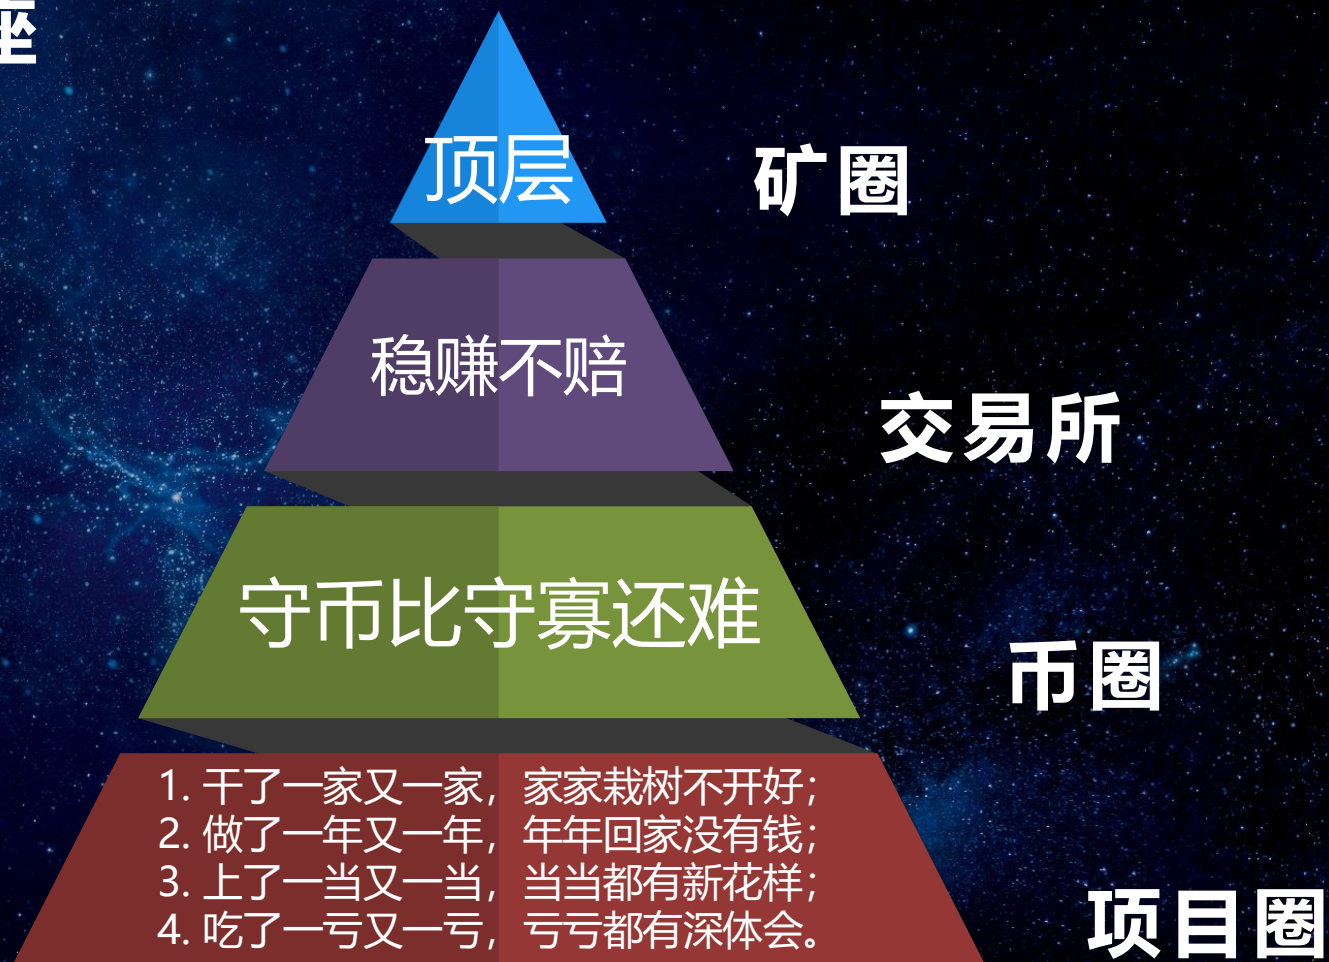 顶层
矿圈
稳赚不赔
交易所
守币比守寡还难
币圈
1. 干了一家又一家，家家栽树不开好；
2. 做了一年又一年，年年回家没有钱；
3. 上了一当又一当，当当都有新花样；
4. 吃了一亏又一亏，亏亏都有深体会。
项目圈